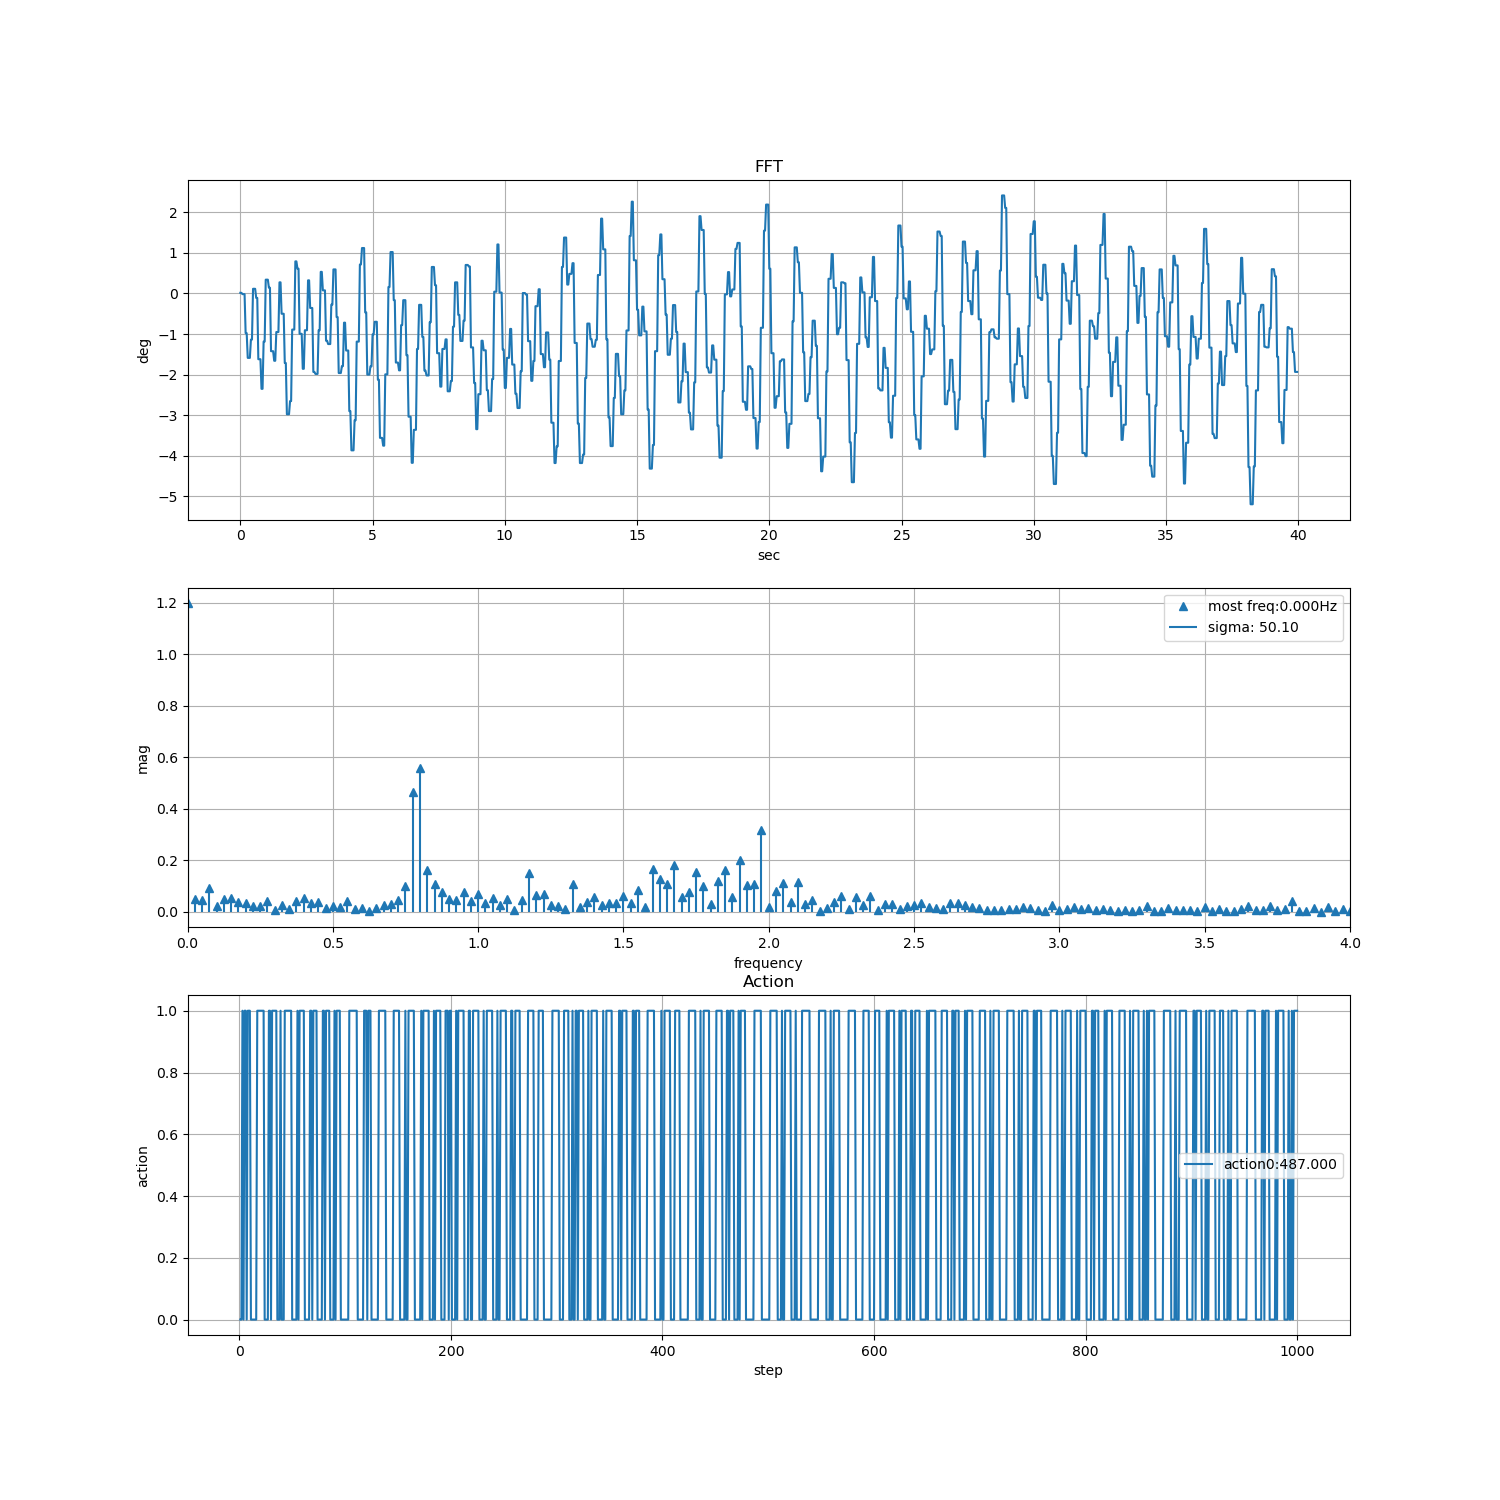 FFT
2
1
0
−1
−2
−3
−4
−5
deg
0 5 10 15 20 25 30 35 40
sec
1.2
1.0
0.8
0.6
0.4
0.2
0.0
mag
most freq:0.000Hz
sigma: 50.10
0.0 0.5 1.0 1.5 2.0 2.5 3.0 3.5 4.0
frequency
Action
1.0
0.8
0.6
0.4
0.2
0.0
action
action0:487.000
0 200 400 600 800 1000
step